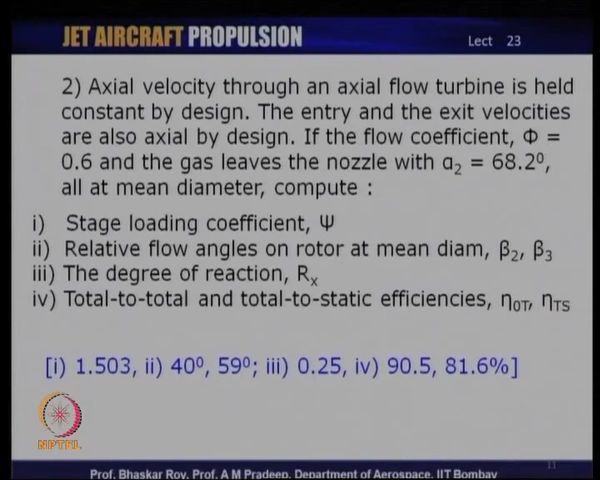 JET AIRCRAFT PROPULSION
Lect 23
2) Axial velocity through an axial flow turbine is held
constant by design. The entry and the exit velocities
are also axial by design. If the flow coefficient, Φ =
0.6 and the gas leaves the nozzle with α₂ = 68.2⁰,
all at mean diameter, compute :
i) Stage loading coefficient, Ψ
ii) Relative flow angles on rotor at mean diam, β₂, β₃
iii) The degree of reaction, Rₓ
iv) Total-to-total and total-to-static efficiencies, η₀T, ηTS
[i) 1.503, ii) 40⁰, 59⁰; iii) 0.25, iv) 90.5, 81.6%]
NPTEL
11
Prof. Bhaskar Roy, Prof. A M Pradeep, Department of Aerospace, IIT Bombay